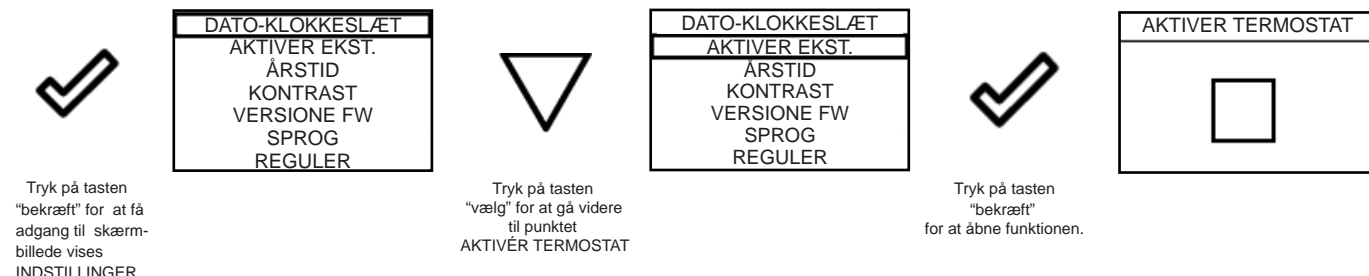 DATO-KLOKKESLÆT
AKTIVER EKST.
ÅRSTID
KONTRAST
VERSIONE FW
SPROG
REGULER
Tryk på tasten
“bekræft” for at få
adgang til skærm-
billede vises
INDSTILLINGER
Tryk på tasten
“vælg” for at gå videre
til punktet
AKTIVÉR TERMOSTAT
DATO-KLOKKESLÆT
AKTIVER EKST.
ÅRSTID
KONTRAST
VERSIONE FW
SPROG
REGULER
Tryk på tasten
“bekræft”
for at åbne funktionen.
AKTIVER TERMOSTAT